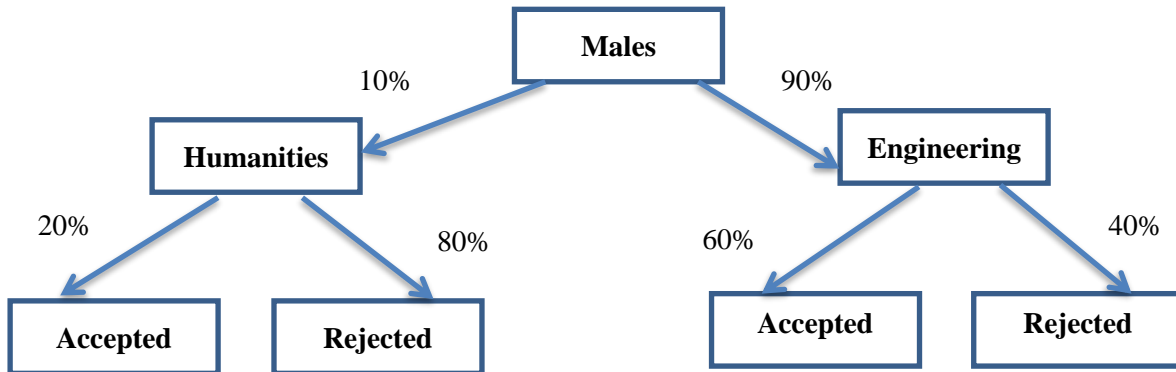 Males
10%
90%
Humanities
Engineering
20%
80%
60%
40%
Accepted
Rejected
Accepted
Rejected